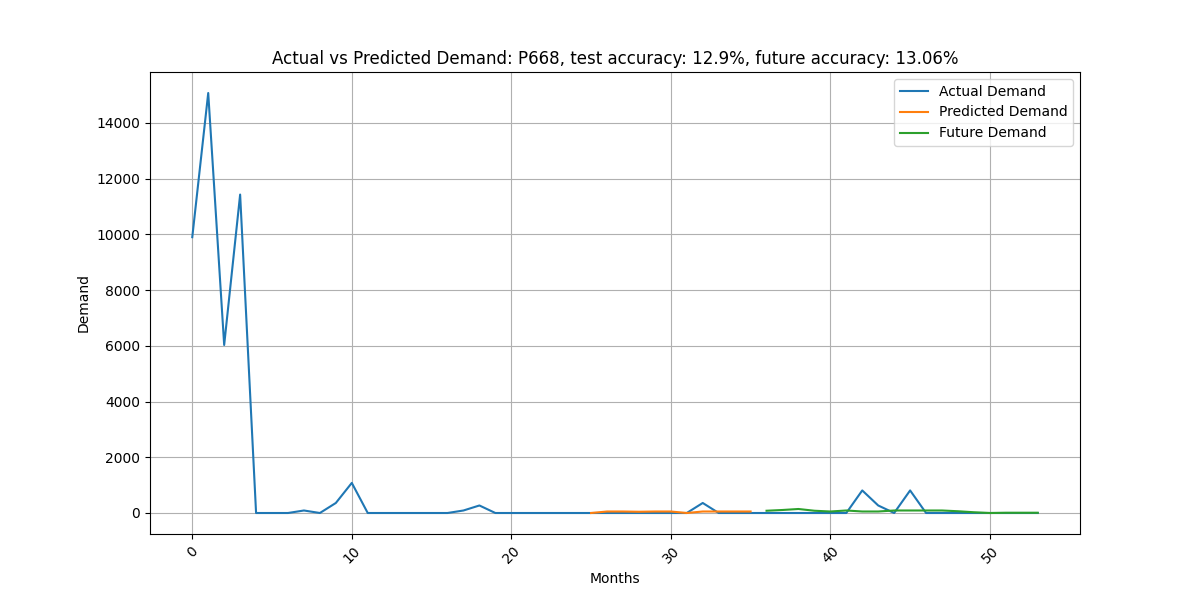 Actual vs Predicted Demand: P668, test accuracy: 12.9%, future accuracy: 13.06%
Actual Demand
Predicted Demand
Future Demand
14000
12000
10000
8000
6000
4000
2000
0
Demand
0
10
20
30
40
50
Months